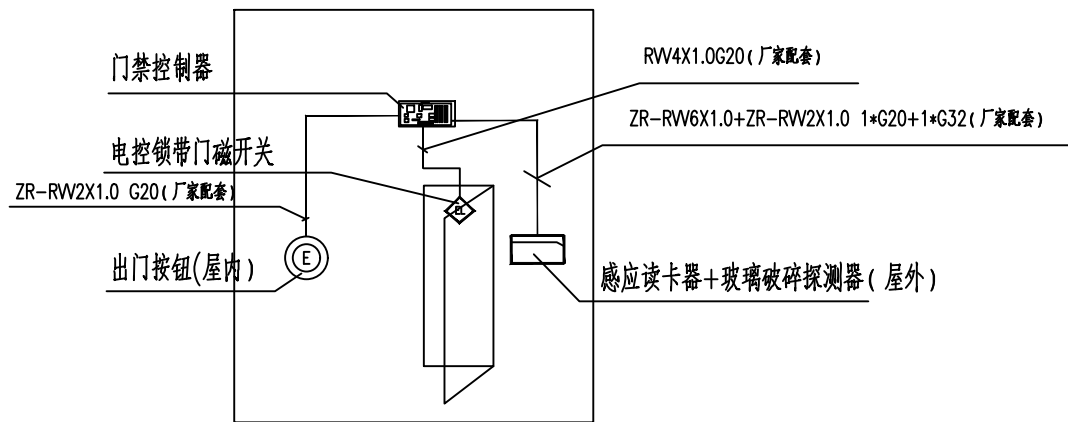 RVV4X1.0G20(厂家配套)
门禁控制器
ZR-RVV6X1.0+ZR-RVV2X1.0 1*G20+1*G32(厂家配套)
电控锁带门磁开关
ZR-RVV2X1.0 G20(厂家配套)
EL
E
出门按钮(屋内)
感应读卡器+玻璃破碎探测器(屋外)